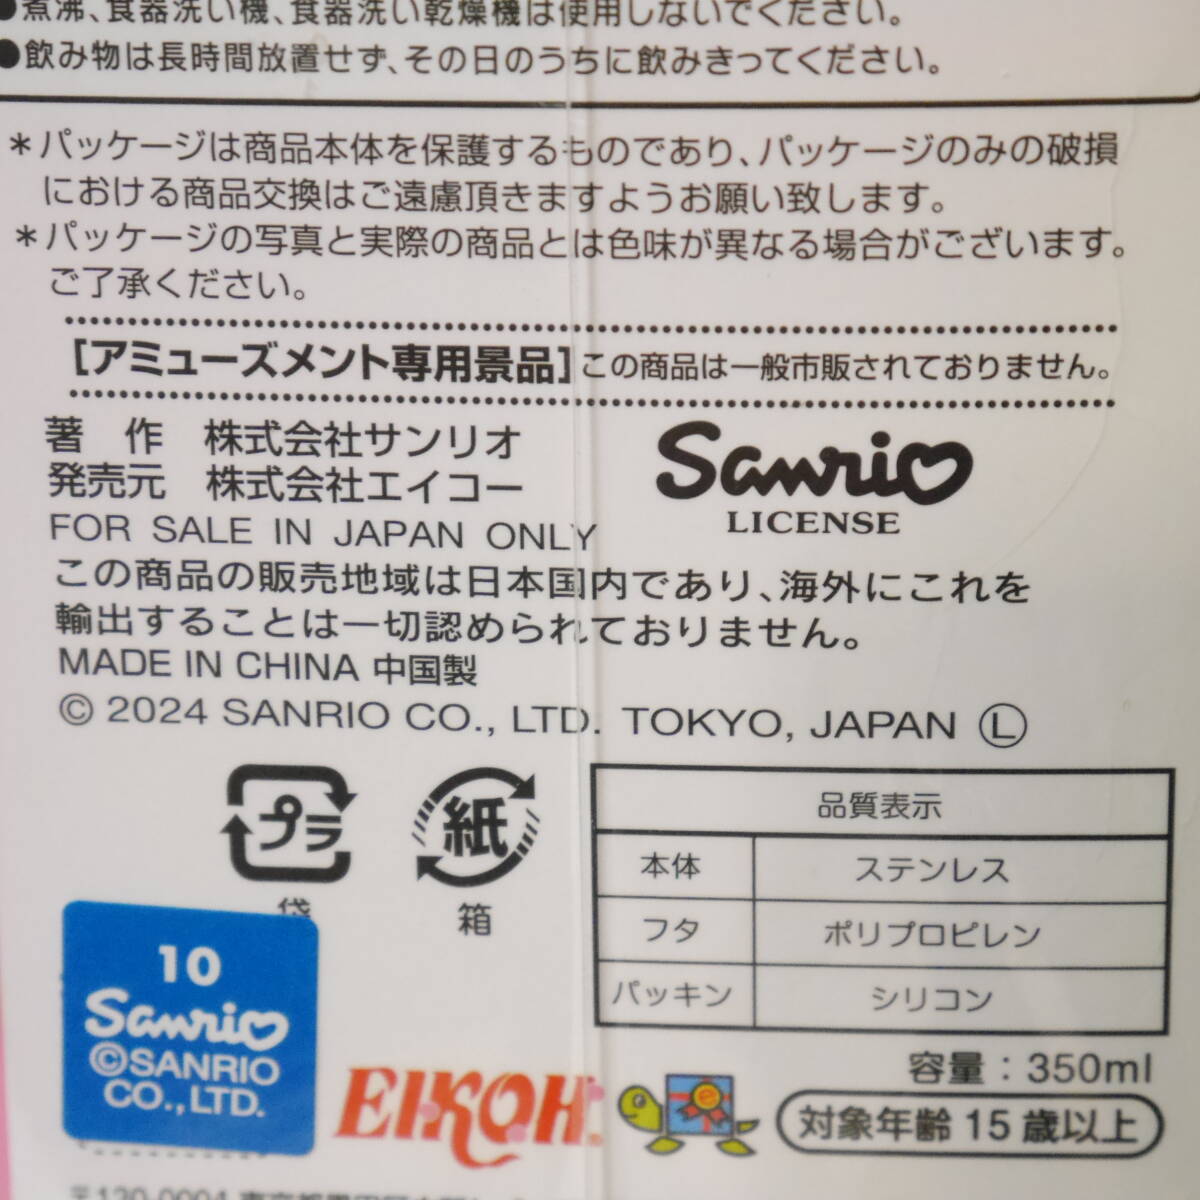 ●煮沸、食器洗い機、食器洗い乾燥機は使用しないでください。
●飲み物は長時間放置せず、その日のうちに飲みきってください。
＊パッケージは商品本体を保護するものであり、パッケージのみの破損
における商品交換はご遠慮頂きますようお願い致します。
＊パッケージの写真と実際の商品とは色味が異なる場合がございます。
ご了承ください。
[アミューズメント専用景品]この商品は一般市販されておりません。
著 作 株式会社サンリオ
発売元 株式会社エイコー
Sanrio
LICENSE
FOR SALE IN JAPAN ONLY
この商品の販売地域は日本国内であり、海外にこれを
輸出することは一切認められておりません。
MADE IN CHINA 中国製
© 2024 SANRIO CO., LTD. TOKYO, JAPAN Ⓛ
プラ
袋
紙
箱
品質表示
本体 ステンレス
フタ ポリプロピレン
パッキン シリコン
容量：350ml
対象年齢15歳以上
10
Sanrio
©SANRIO
CO.,LTD.
EIKOH
e